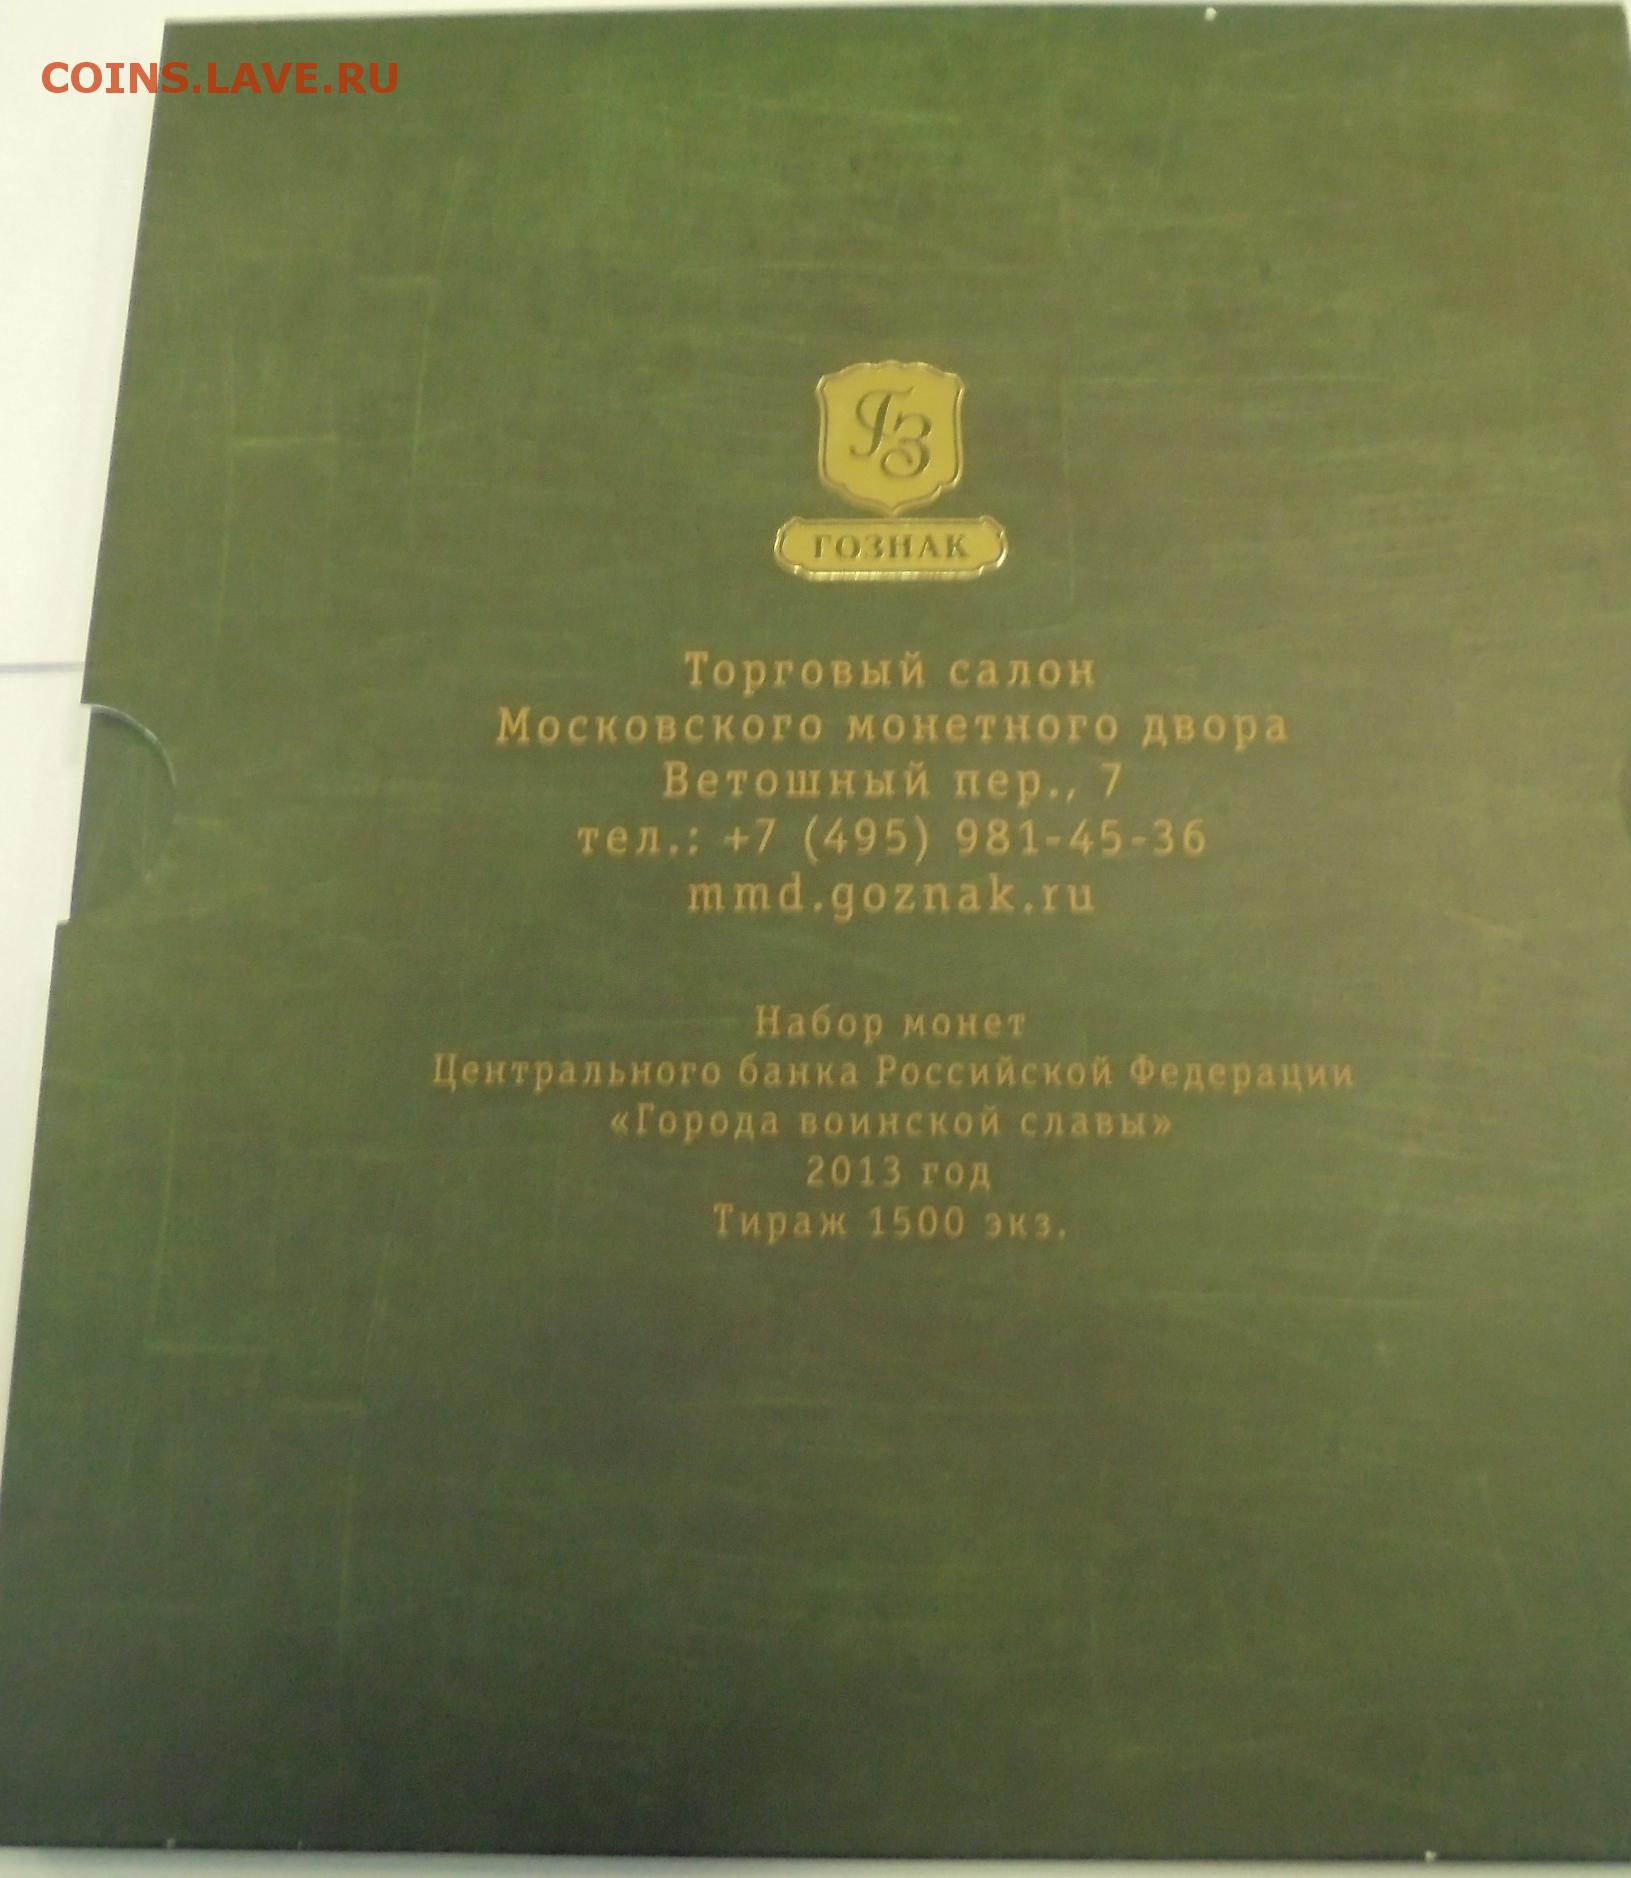 COINS.LAVE.RU
ГЗ
ГОЗНАК
Торговый салон
Московского монетного двора
Ветошный пер., 7
тел.: +7 (495) 981-45-36
mmd.goznak.ru
Набор монет
Центрального банка Российской Федерации
«Города воинской славы»
2013 год
Тираж 1500 экз.